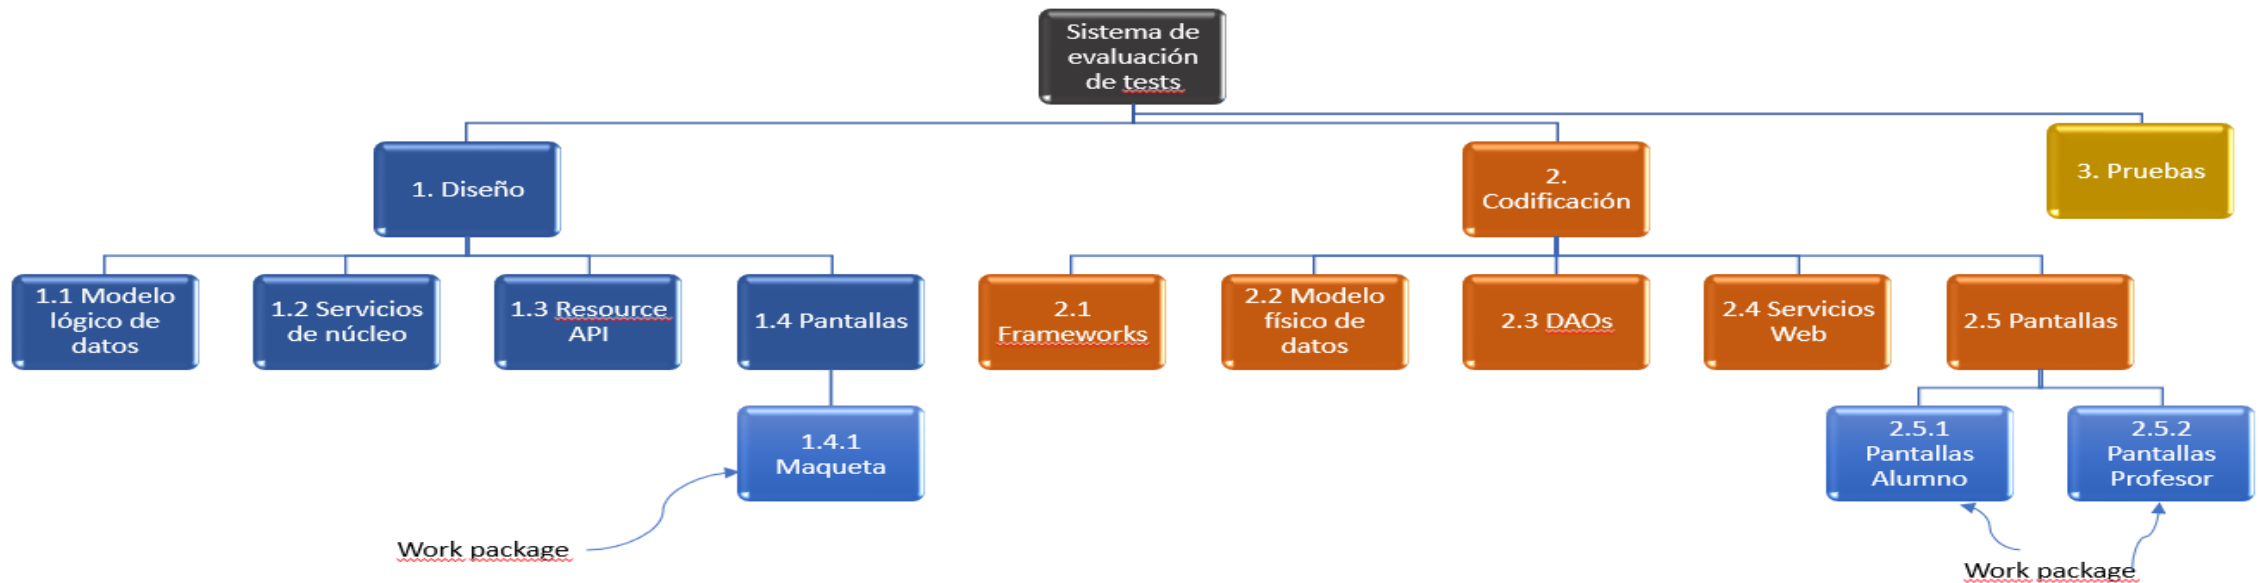 Sistema de
evaluación
de tests
1. Diseño
2.
Codificación
3. Pruebas
1.1 Modelo
lógico de
datos
1.2 Servicios
de núcleo
1.3 Resource
API
1.4 Pantallas
2.1
Frameworks
2.2 Modelo
físico de
datos
2.3 DAOs
2.4 Servicios
Web
2.5 Pantallas
1.4.1
Maqueta
2.5.1
Pantallas
Alumno
2.5.2
Pantallas
Profesor
Work package
Work package